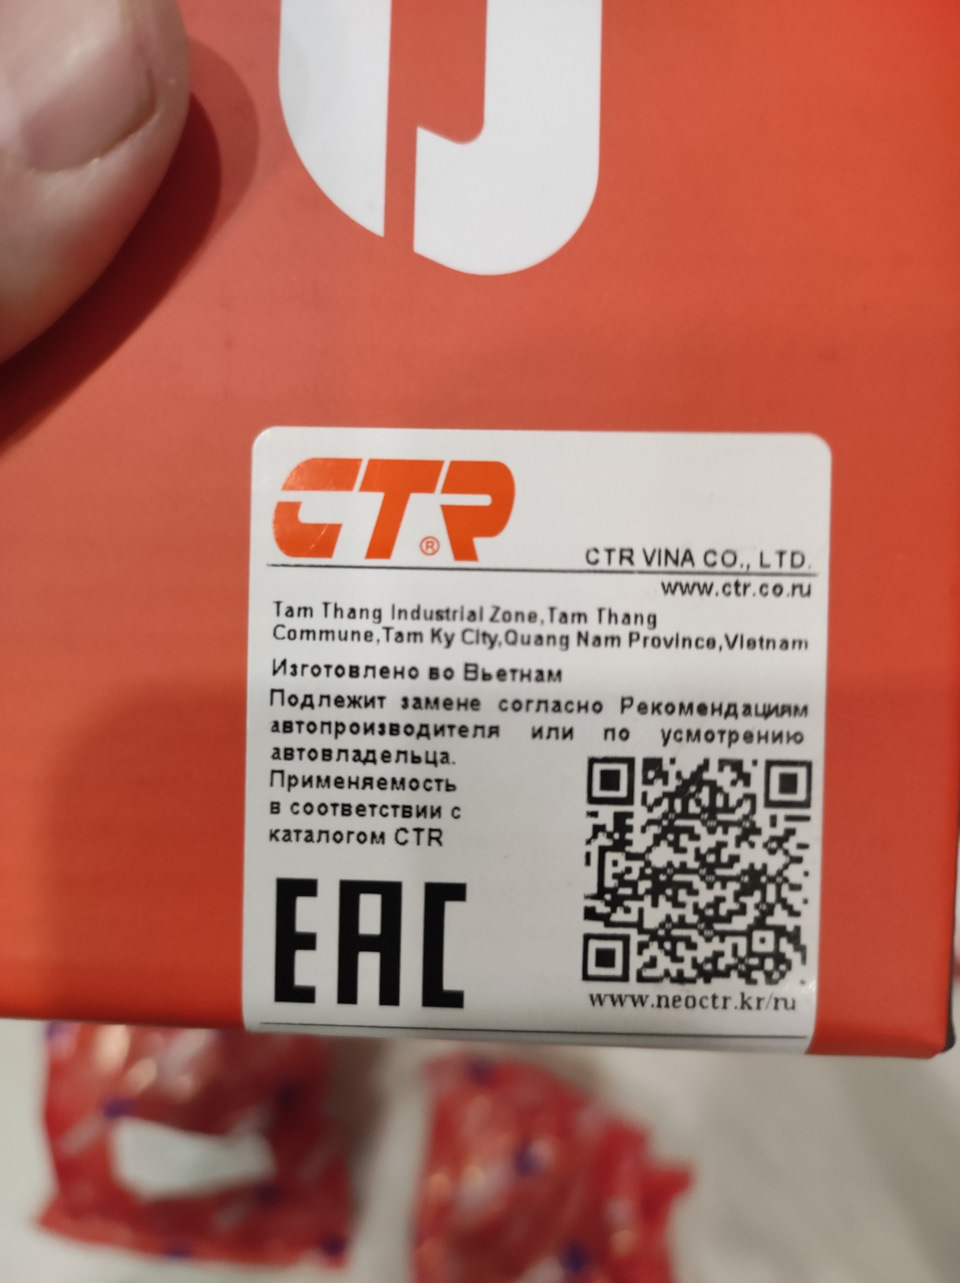 CTR®
CTR VINA CO., LTD.
www.ctr.co.ru
Tam Thang Industrial Zone,Tam Thang
Commune,Tam Ky City,Quang Nam Province,Vietnam
Изготовлено во Вьетнам
Подлежит замене согласно Рекомендациям
автопроизводителя или по усмотрению
автовладельца.
Применяемость
в соответствии с
каталогом CTR
EAC
www.neoctr.kr/ru